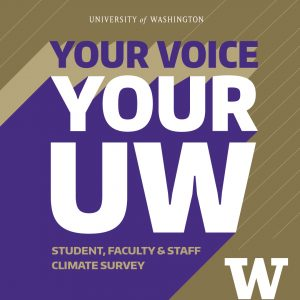 UNIVERSITY of WASHINGTON
YOUR VOICE
YOUR
UW
STUDENT, FACULTY & STAFF
CLIMATE SURVEY
W